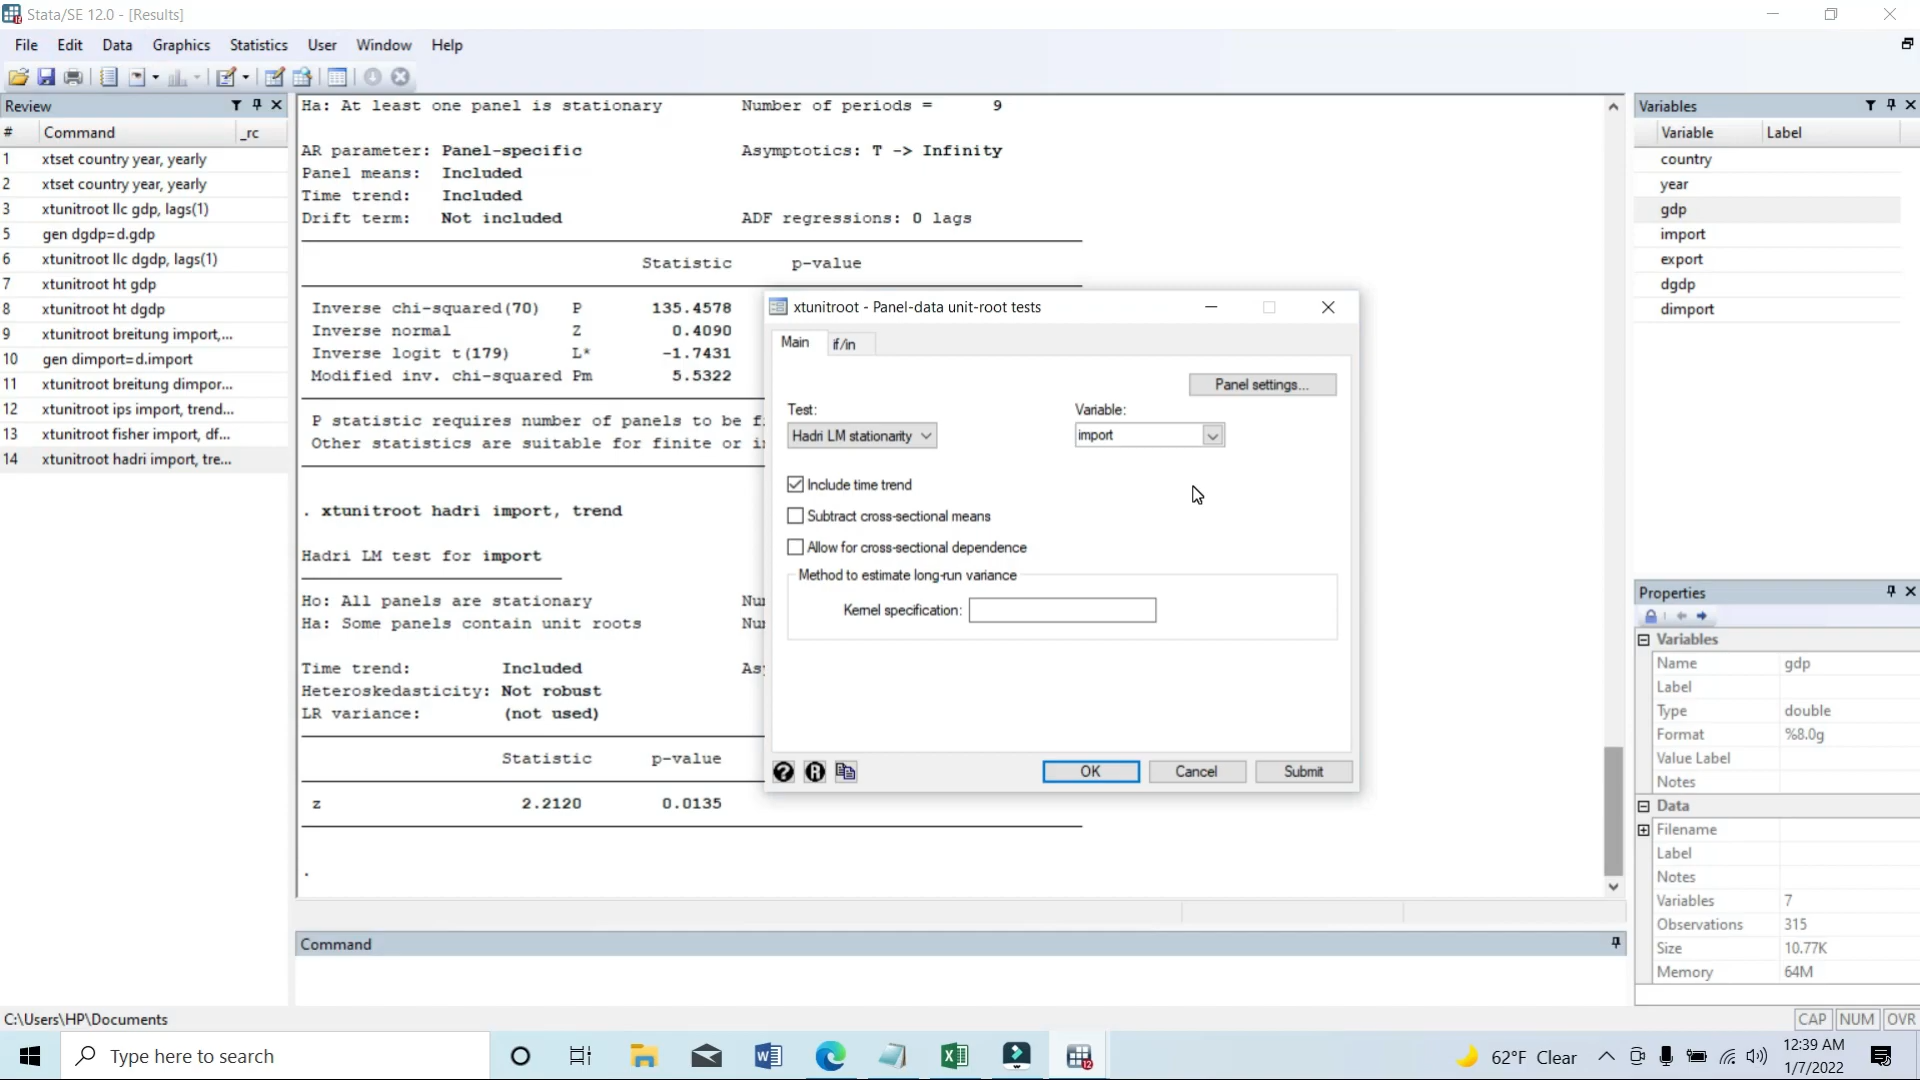 Stata/SE 12.0 - [Results]
File Edit Data Graphics Statistics User Window Help
Review
# Command _rc
1 xtset country year, yearly
2 xtset country year, yearly
3 xtunitroot llc gdp, lags(1)
5 gen dgdp=d.gdp
6 xtunitroot llc dgdp, lags(1)
7 xtunitroot ht gdp
8 xtunitroot ht dgdp
9 xtunitroot breitung import,...
10 gen dimport=d.import
11 xtunitroot breitung dimpor...
12 xtunitroot ips import, trend...
13 xtunitroot fisher import, df...
14 xtunitroot hadri import, tre...
Ha: At least one panel is stationary Number of periods = 9
AR parameter: Panel-specific Asymptotics: T -> Infinity
Panel means: Included
Time trend: Included
Drift term: Not included ADF regressions: 0 lags
Statistic p-value
Inverse chi-squared(70) P 135.4578
Inverse normal Z 0.4090
Inverse logit t(179) L* -1.7431
Modified inv. chi-squared Pm 5.5322
P statistic requires number of panels to be f
Other statistics are suitable for finite or i
. xtunitroot hadri import, trend
Hadri LM test for import
Ho: All panels are stationary Nu
Ha: Some panels contain unit roots Nu
Time trend: Included As
Heteroskedasticity: Not robust
LR variance: (not used)
Statistic p-value
z 2.2120 0.0135
.
xtunitroot - Panel-data unit-root tests
Main if/in
Panel settings...
Test: Variable:
Hadri LM stationarity import
Include time trend
Subtract cross-sectional means
Allow for cross-sectional dependence
Method to estimate long-run variance
Kernel specification:
OK Cancel Submit
Command
Variables
Variable Label
country
year
gdp
import
export
dgdp
dimport
Properties
Variables
Name gdp
Label
Type double
Format %8.0g
Value Label
Notes
Data
Filename
Label
Notes
Variables 7
Observations 315
Size 10.77K
Memory 64M
C:\Users\HP\Documents
CAP NUM OVR
Type here to search
62°F Clear
12:39 AM
1/7/2022